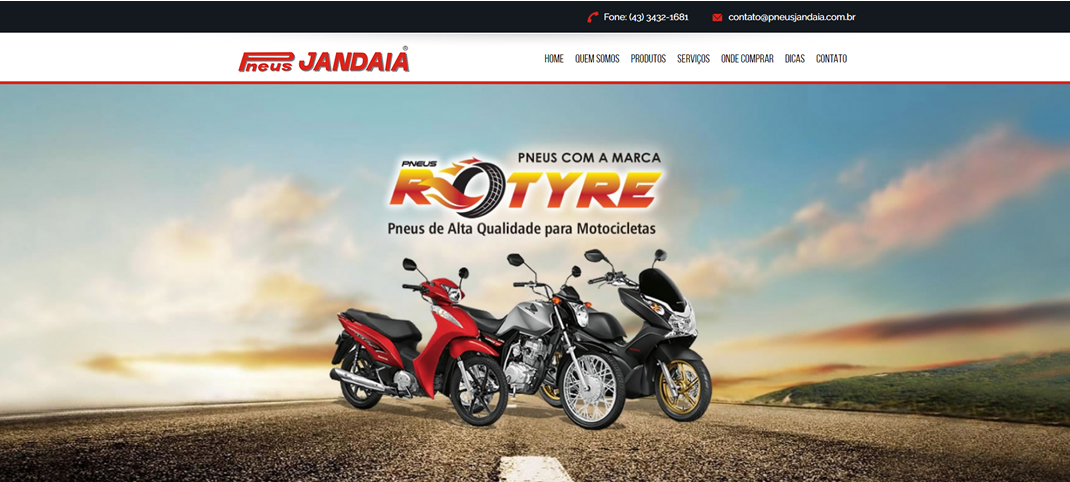 Fone: (43) 3432-1681
contato@pneusjandaia.com.br
Pneus JANDAIA®
HOME QUEM SOMOS PRODUTOS SERVIÇOS ONDE COMPRAR DICAS CONTATO
PNEUS COM A MARCA
PNEUS
ROTYRE
Pneus de Alta Qualidade para Motocicletas